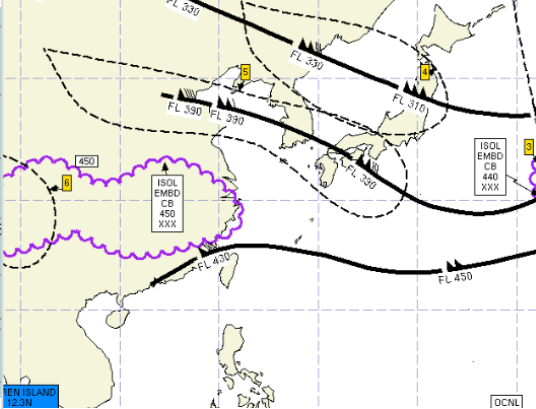 FL 330
5
FL 330
4
FL 390
FL 390
FL 310
ISOL
EMBD
CB
440
XXX
3
450
6
ISOL
EMBD
CB
450
XXX
FL 390
FL 430
FL 450
EN ISLAND
12.3N
OCNL